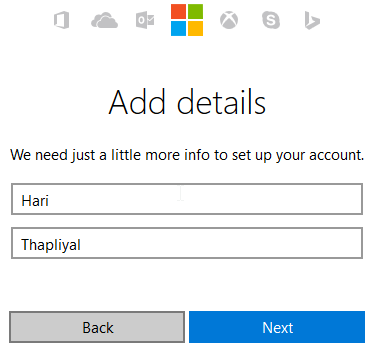 Add details
We need just a little more info to set up your account.
Hari
Thapliyal
Back Next